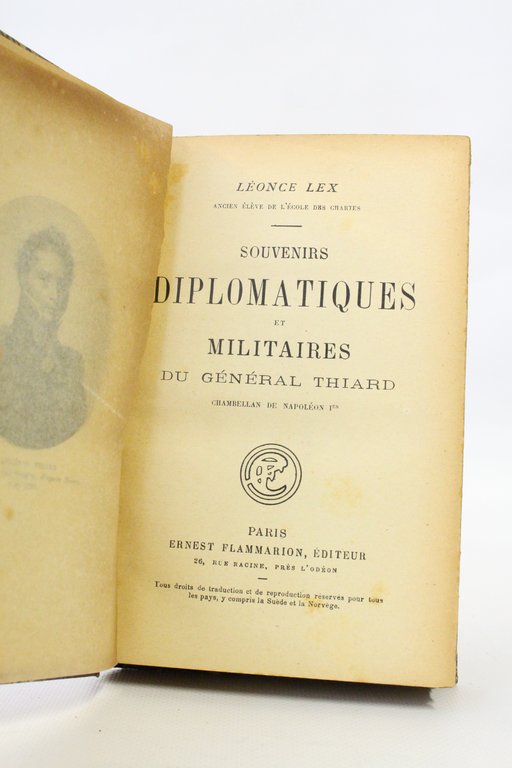 LÉONCE LEX
ANCIEN ÉLÈVE DE L'ÉCOLE DES CHARTES
SOUVENIRS
DIPLOMATIQUES
ET
MILITAIRES
DU GÉNÉRAL THIARD
CHAMBELLAN DE NAPOLÉON Iᴱᴿ
PARIS
ERNEST FLAMMARION, ÉDITEUR
26, RUE RACINE, PRÈS L'ODÉON
Tous droits de traduction et de reproduction réservés pour tous
les pays, y compris la Suède et la Norvège.